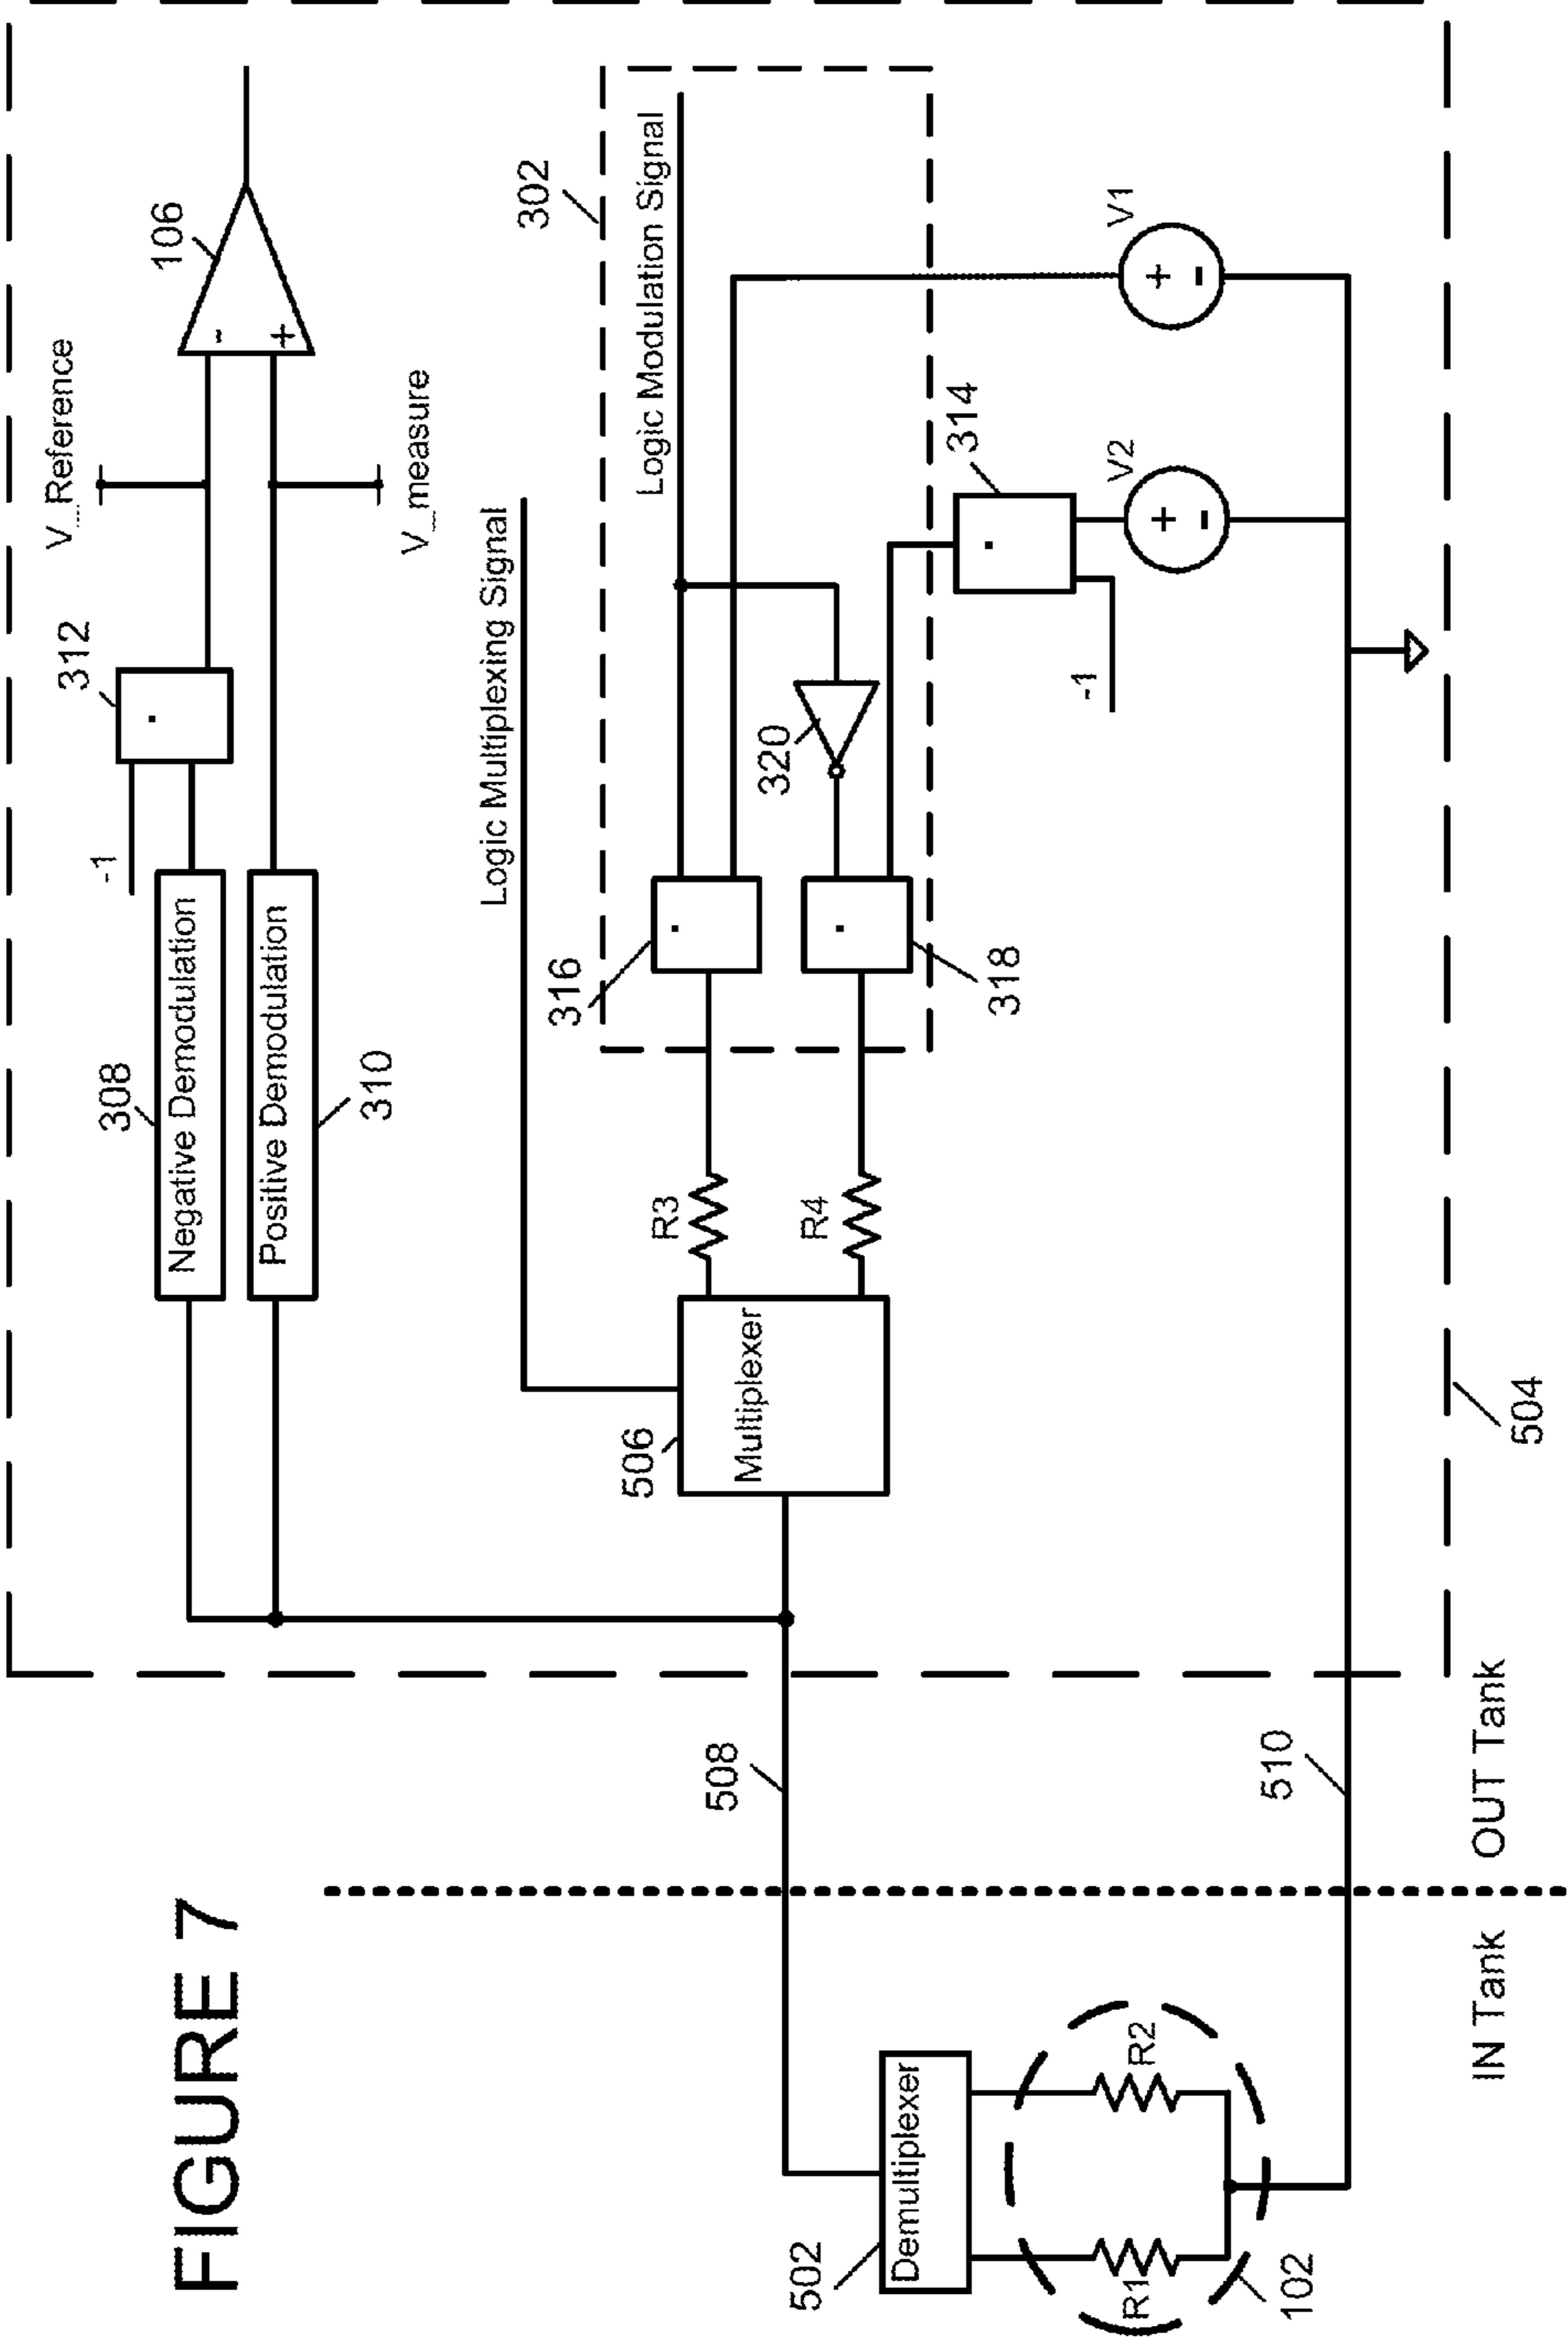 FIGURE 7
V_Reference
106
-
+
V_measure
312
-1
308
Negative Demodulation
Positive Demodulation
310
Logic Multiplexing Signal
302
Logic Modulation Signal
316
318
320
314
-1
V1
+
-
V2
+
-
R3
R4
506
Multiplexer
504
508
510
IN Tank
OUT Tank
502
Demultiplexer
R1
R2
102